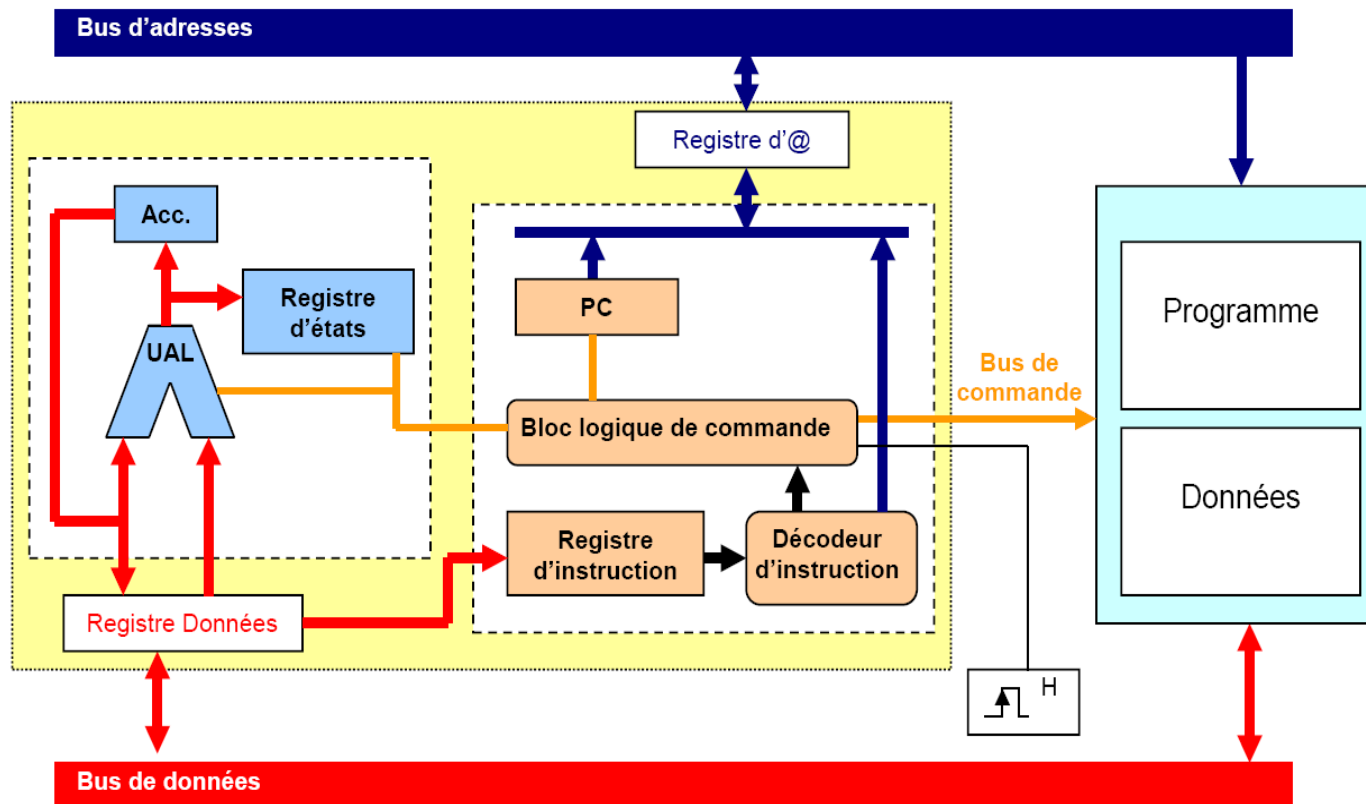 Bus d’adresses
Registre d’@
Acc.
Registre
d’états
UAL
PC
Bloc logique de commande
Bus de
commande
Programme
Données
Registre
d’instruction
Décodeur
d’instruction
Registre Données
H
Bus de données